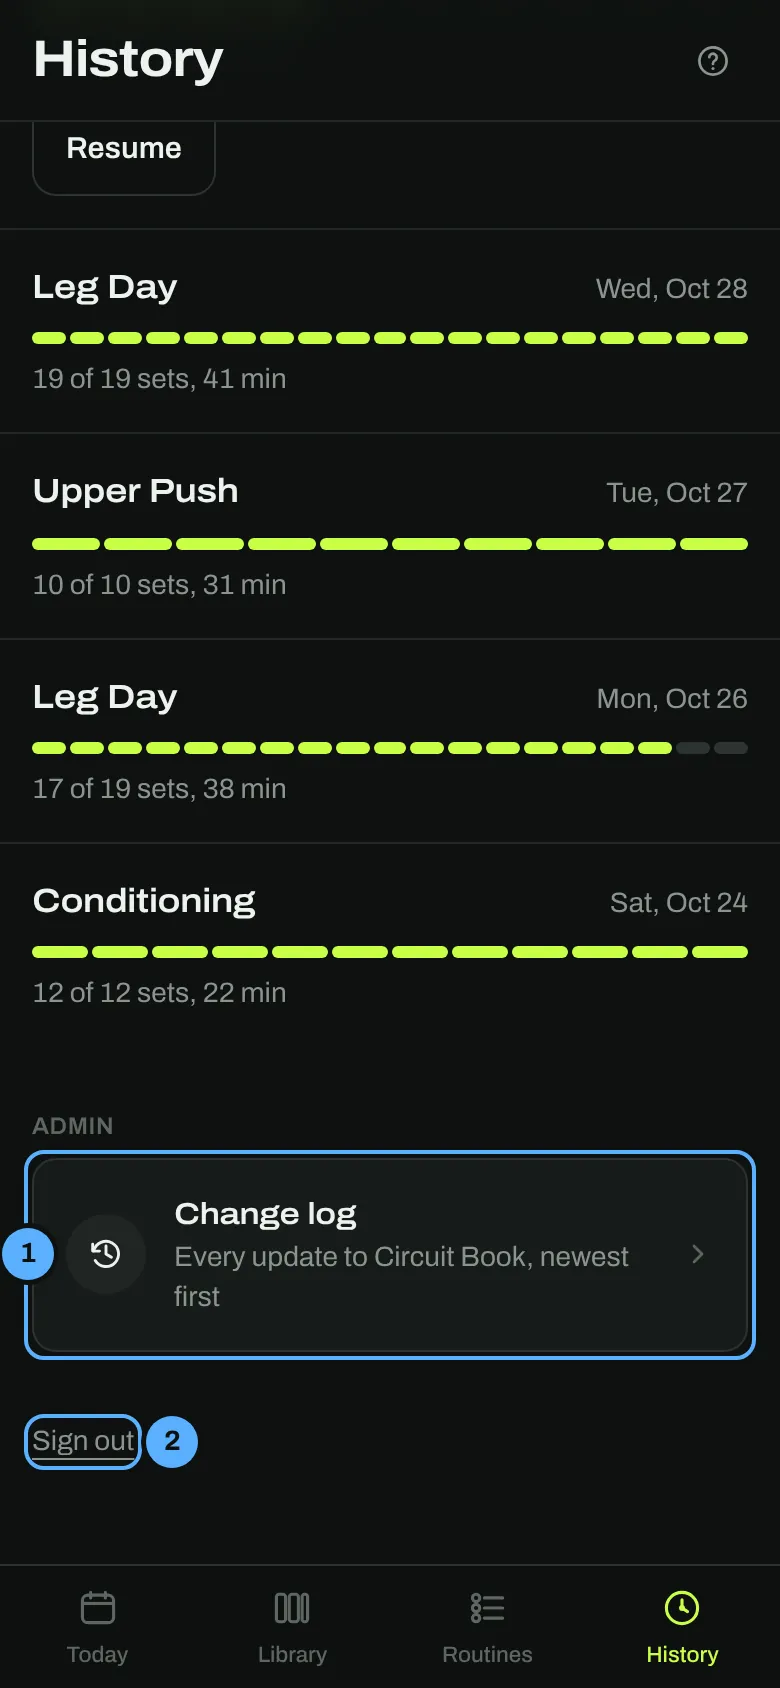 History
Resume
Leg Day
Wed, Oct 28
19 of 19 sets, 41 min
Upper Push
Tue, Oct 27
10 of 10 sets, 31 min
Leg Day
Mon, Oct 26
17 of 19 sets, 38 min
Conditioning
Sat, Oct 24
12 of 12 sets, 22 min
ADMIN
1
Change log
Every update to Circuit Book, newest
first
Sign out
2
Today
Library
Routines
History